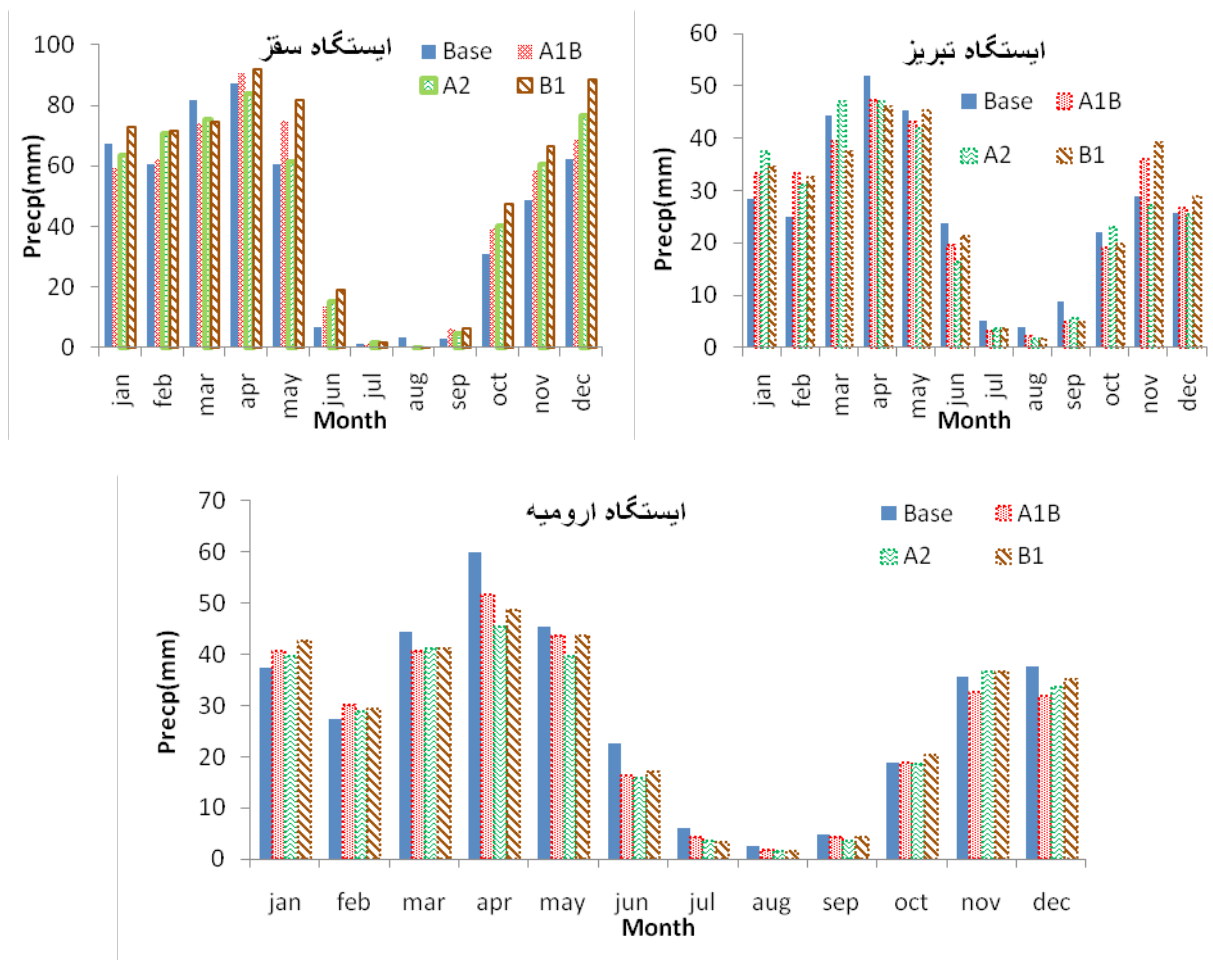 ایستگاه سقز
Base
A1B
A2
B1
Precp(mm)
100
80
60
40
20
0
jan
feb
mar
apr
may
jun
jul
aug
sep
oct
nov
dec
Month
ایستگاه تبریز
Base
A1B
A2
B1
Precp(mm)
60
50
40
30
20
10
0
jan
feb
mar
apr
may
jun
jul
aug
sep
oct
nov
dec
Month
ایستگاه ارومیه
Base
A1B
A2
B1
Precp(mm)
70
60
50
40
30
20
10
0
jan feb mar apr may jun jul aug sep oct nov dec
Month